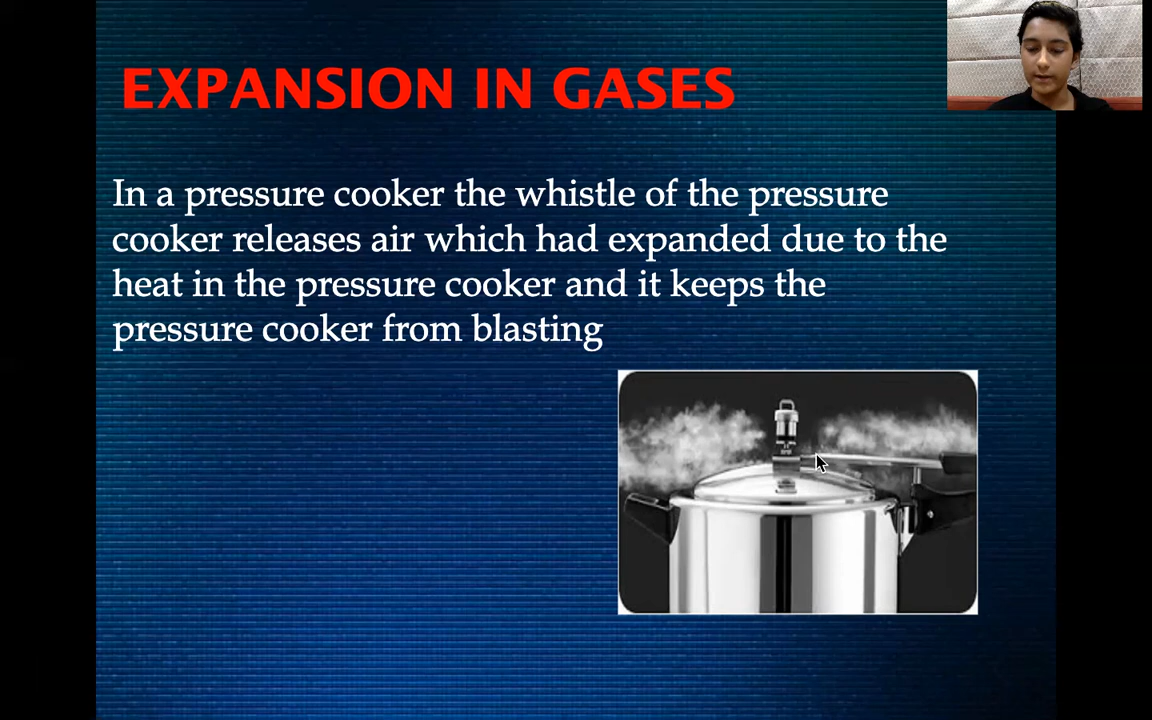 EXPANSION IN GASES
In a pressure cooker the whistle of the pressure
cooker releases air which had expanded due to the
heat in the pressure cooker and it keeps the
pressure cooker from blasting